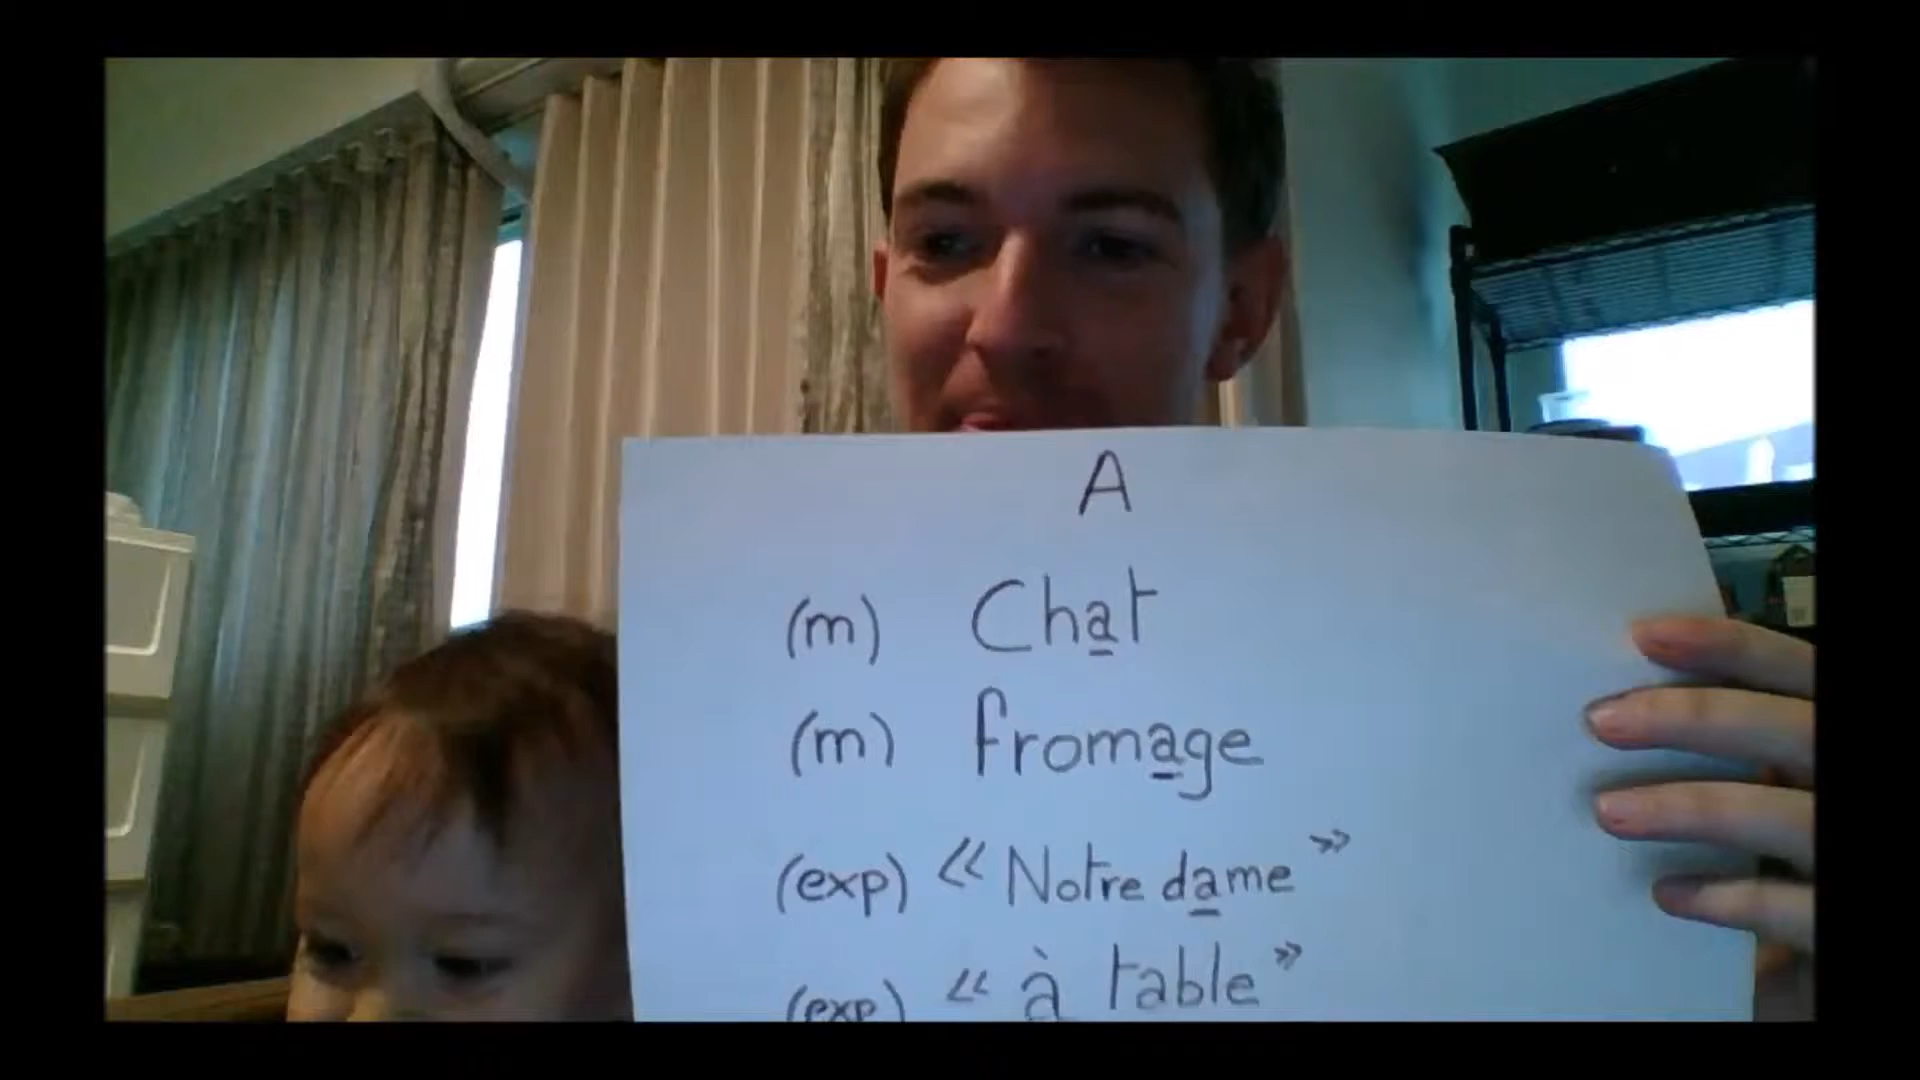 A
(m) Chat
(m) fromage
(exp) « Notre dame »
(exp) « à table »